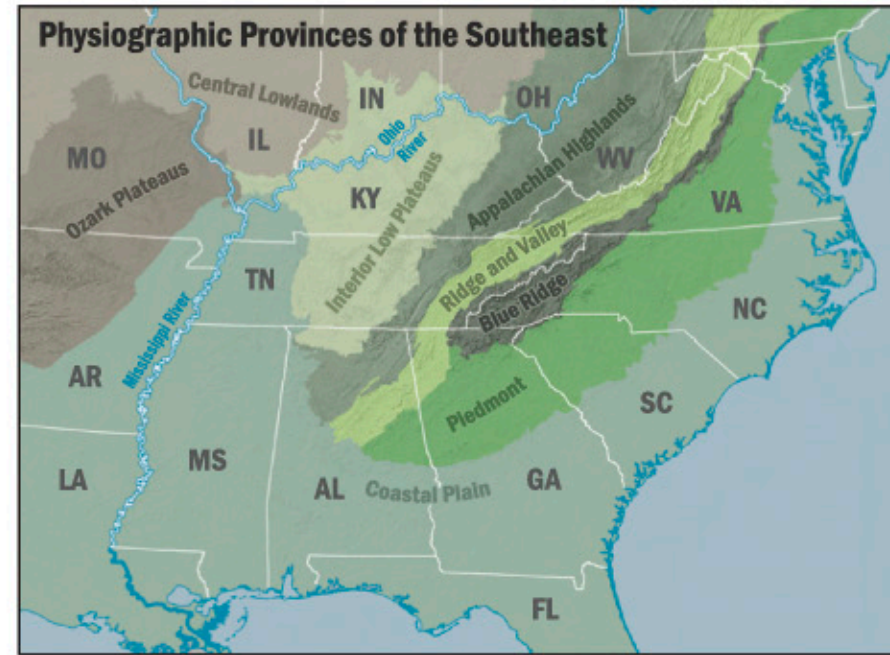 Physiographic Provinces of the Southeast
Central Lowlands
IN
OH
IL
Ohio
River
MO
WV
Appalachian Highlands
Ozark Plateaus
KY
VA
Interior Low Plateaus
Ridge and Valley
TN
Blue Ridge
NC
Mississippi River
AR
SC
Piedmont
MS
LA
AL
Coastal Plain
GA
FL